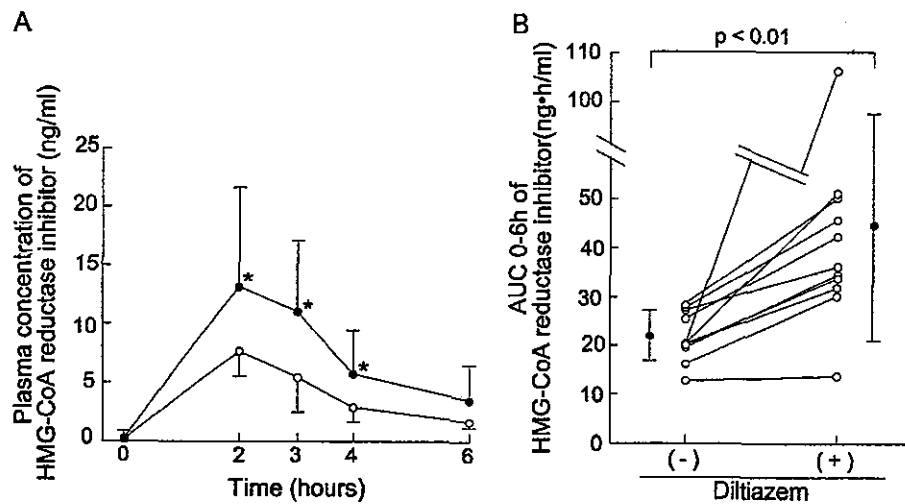 A
Plasma concentration of
HMG-CoA reductase inhibitor (ng/ml)
25
20
15
10
5
0
*
*
*
0 2 3 4 6
Time (hours)
B
p < 0.01
AUC 0-6h of
HMG-CoA reductase inhibitor(ng•h/ml)
110
100
50
40
30
20
10
0
(-) (+)
Diltiazem